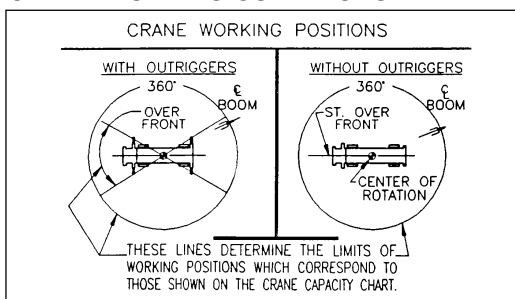 CRANE WORKING POSITIONS
WITH OUTRIGGERS
360°
℄
BOOM
OVER
FRONT
WITHOUT OUTRIGGERS
360°
℄
BOOM
ST. OVER
FRONT
CENTER OF
ROTATION
THESE LINES DETERMINE THE LIMITS OF
WORKING POSITIONS WHICH CORRESPOND TO
THOSE SHOWN ON THE CRANE CAPACITY CHART.